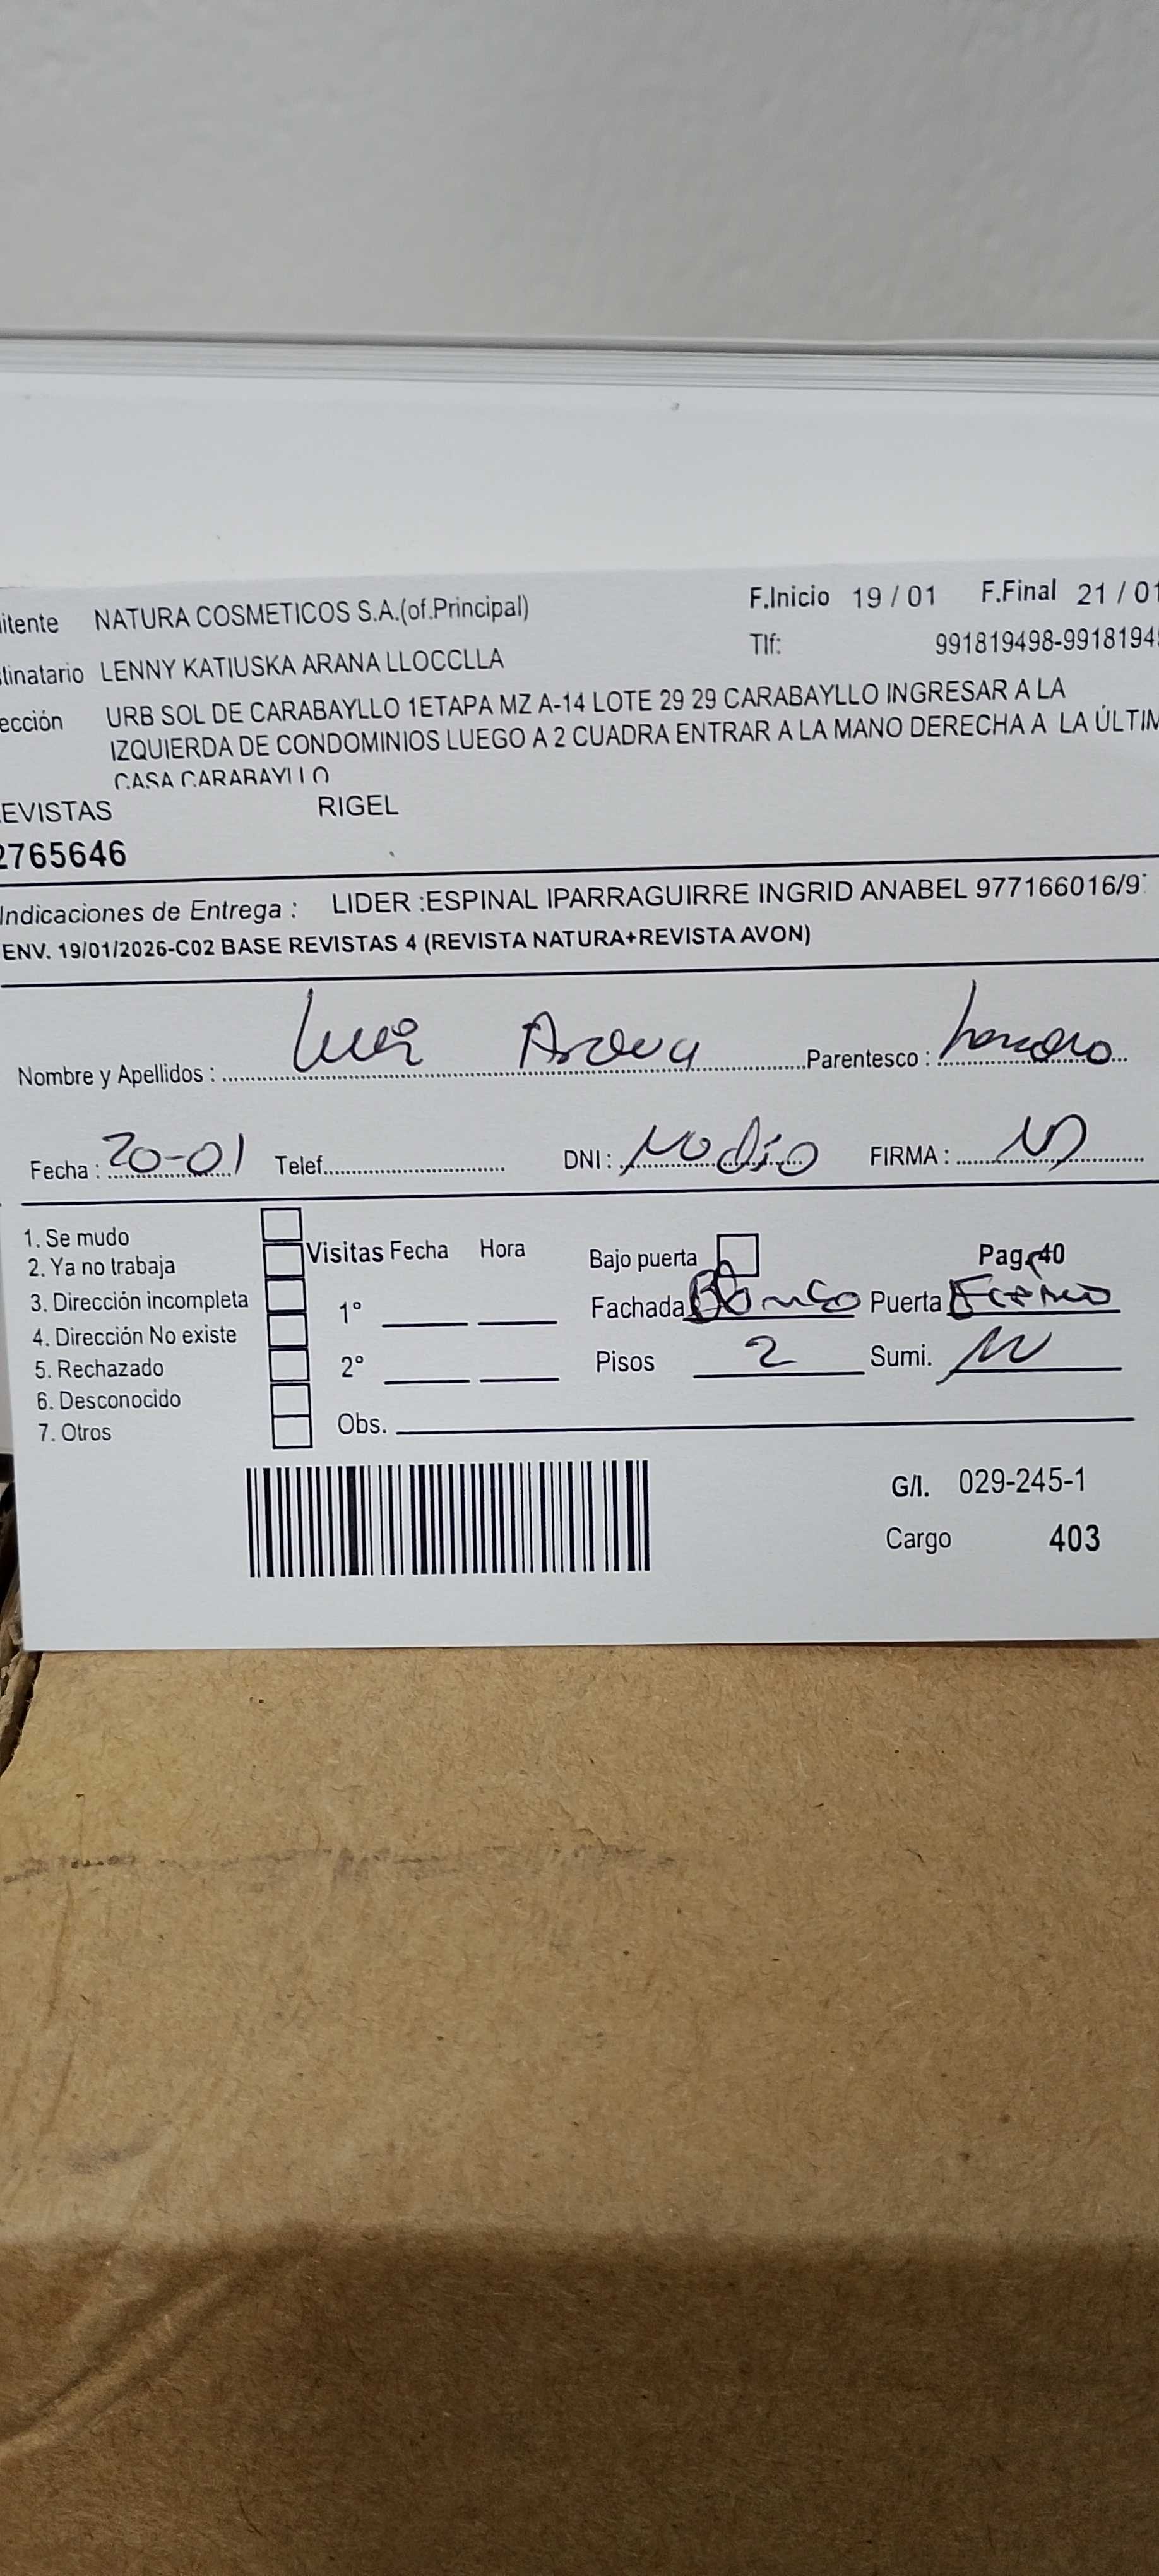 itente NATURA COSMETICOS S.A.(of.Principal) F.Inicio 19 / 01 F.Final 21 / 01
tinatario LENNY KATIUSKA ARANA LLOCCLLA Tlf: 991819498-99181949
ección URB SOL DE CARABAYLLO 1ETAPA MZ A-14 LOTE 29 29 CARABAYLLO INGRESAR A LA
IZQUIERDA DE CONDOMINIOS LUEGO A 2 CUADRA ENTRAR A LA MANO DERECHA A LA ÚLTIM
CASA CARABAYLLO
EVISTAS RIGEL
2765646
Indicaciones de Entrega : LIDER :ESPINAL IPARRAGUIRRE INGRID ANABEL 977166016/97
ENV. 19/01/2026-C02 BASE REVISTAS 4 (REVISTA NATURA+REVISTA AVON)
Nombre y Apellidos : Luis Arana Parentesco :
Fecha : 20-01 Telef. DNI : No dio FIRMA :
1. Se mudo
2. Ya no trabaja
3. Dirección incompleta
4. Dirección No existe
5. Rechazado
6. Desconocido
7. Otros
Visitas Fecha Hora
1°
2°
Obs.
Bajo puerta Pag. 40
Fachada Blanco Puerta Fierro
Pisos 2 Sumi.
G/I. 029-245-1
Cargo 403